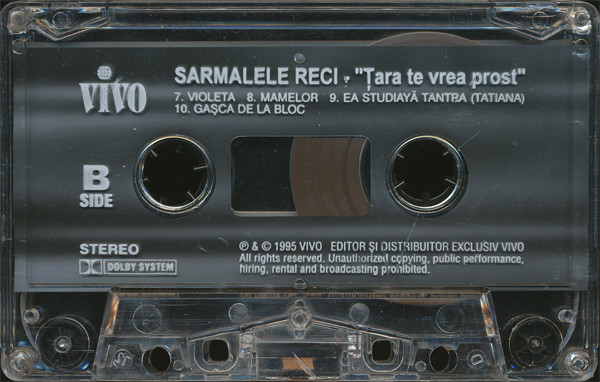 VIVO
SARMALELE RECI - "Țara te vrea prost"
7. VIOLETA 8. MAMELOR 9. EA STUDIAYĂ TANTRA (TATIANA)
10. GAȘCA DE LA BLOC
B
SIDE
STEREO
DOLBY SYSTEM
℗ & © 1995 VIVO EDITOR ȘI DISTRIBUITOR EXCLUSIV VIVO
All rights reserved. Unauthorized copying, public performance,
hiring, rental and broadcasting prohibited.